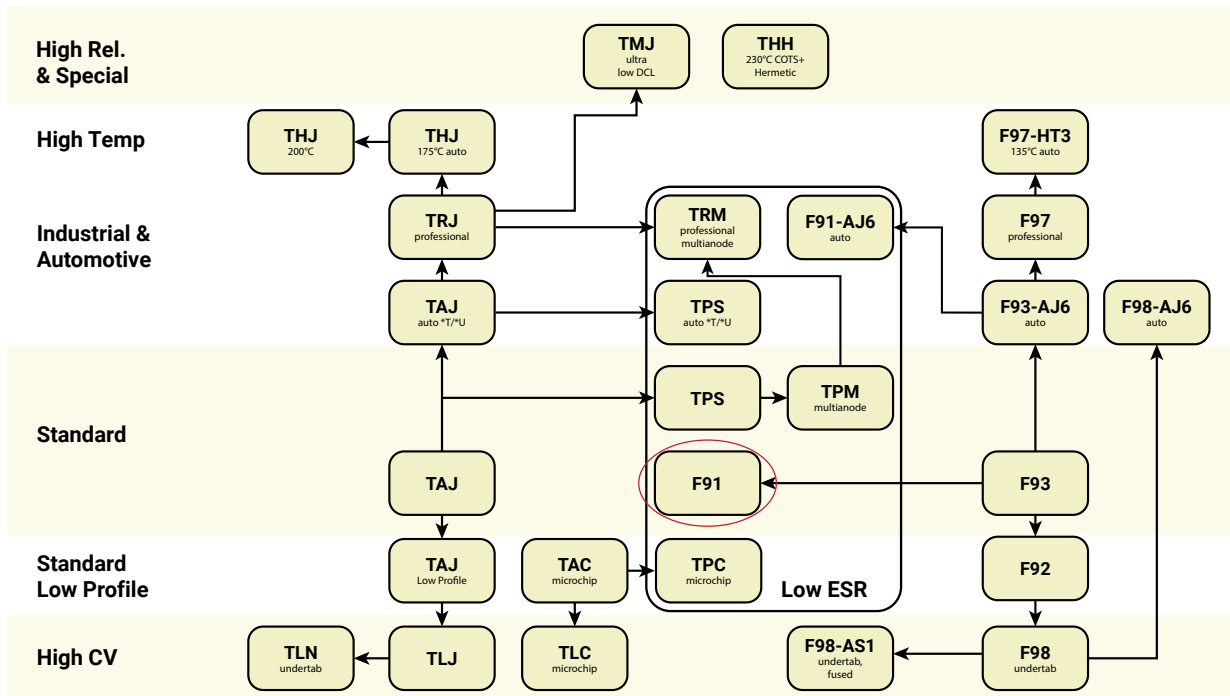 High Rel.
& Special
TMJ
ultra
low DCL
THH
230°C COTS+
Hermetic
High Temp
THJ
200°C
THJ
175°C auto
F97-HT3
135°C auto
Industrial &
Automotive
TRJ
professional
TRM
professional
multianode
F91-AJ6
auto
F97
professional
TAJ
auto *T/*U
TPS
auto *T/*U
F93-AJ6
auto
F98-AJ6
auto
Standard
TPS
TPM
multianode
TAJ
F91
F93
Standard
Low Profile
TAJ
Low Profile
TAC
microchip
TPC
microchip
Low ESR
F92
High CV
TLN
undertab
TLJ
TLC
microchip
F98-AS1
undertab,
fused
F98
undertab